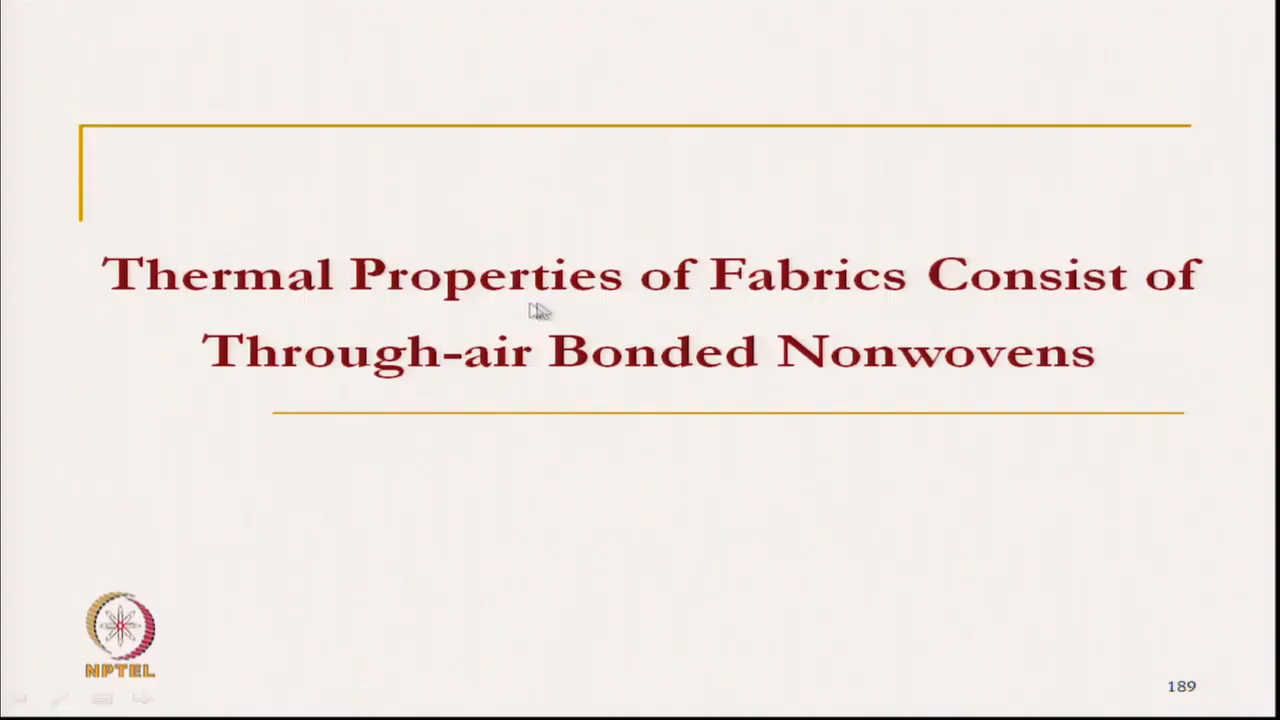 Thermal Properties of Fabrics Consist of
Through-air Bonded Nonwovens
NPTEL
189